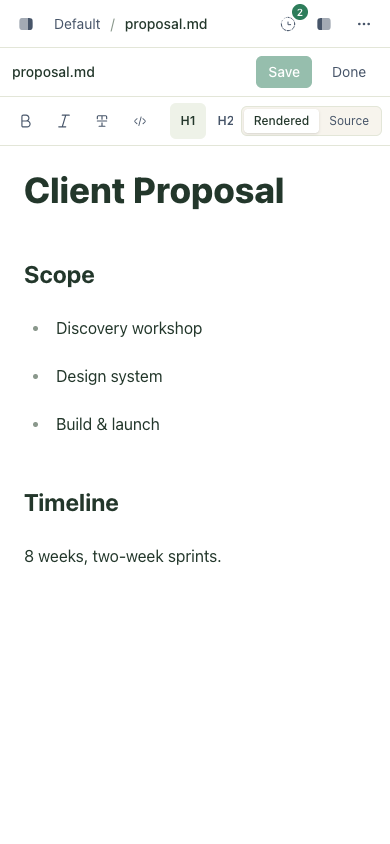 Default / proposal.md
2
proposal.md
Save
Done
B I T </> H1 H2 Rendered Source
Client Proposal
Scope
• Discovery workshop
• Design system
• Build & launch
Timeline
8 weeks, two-week sprints.